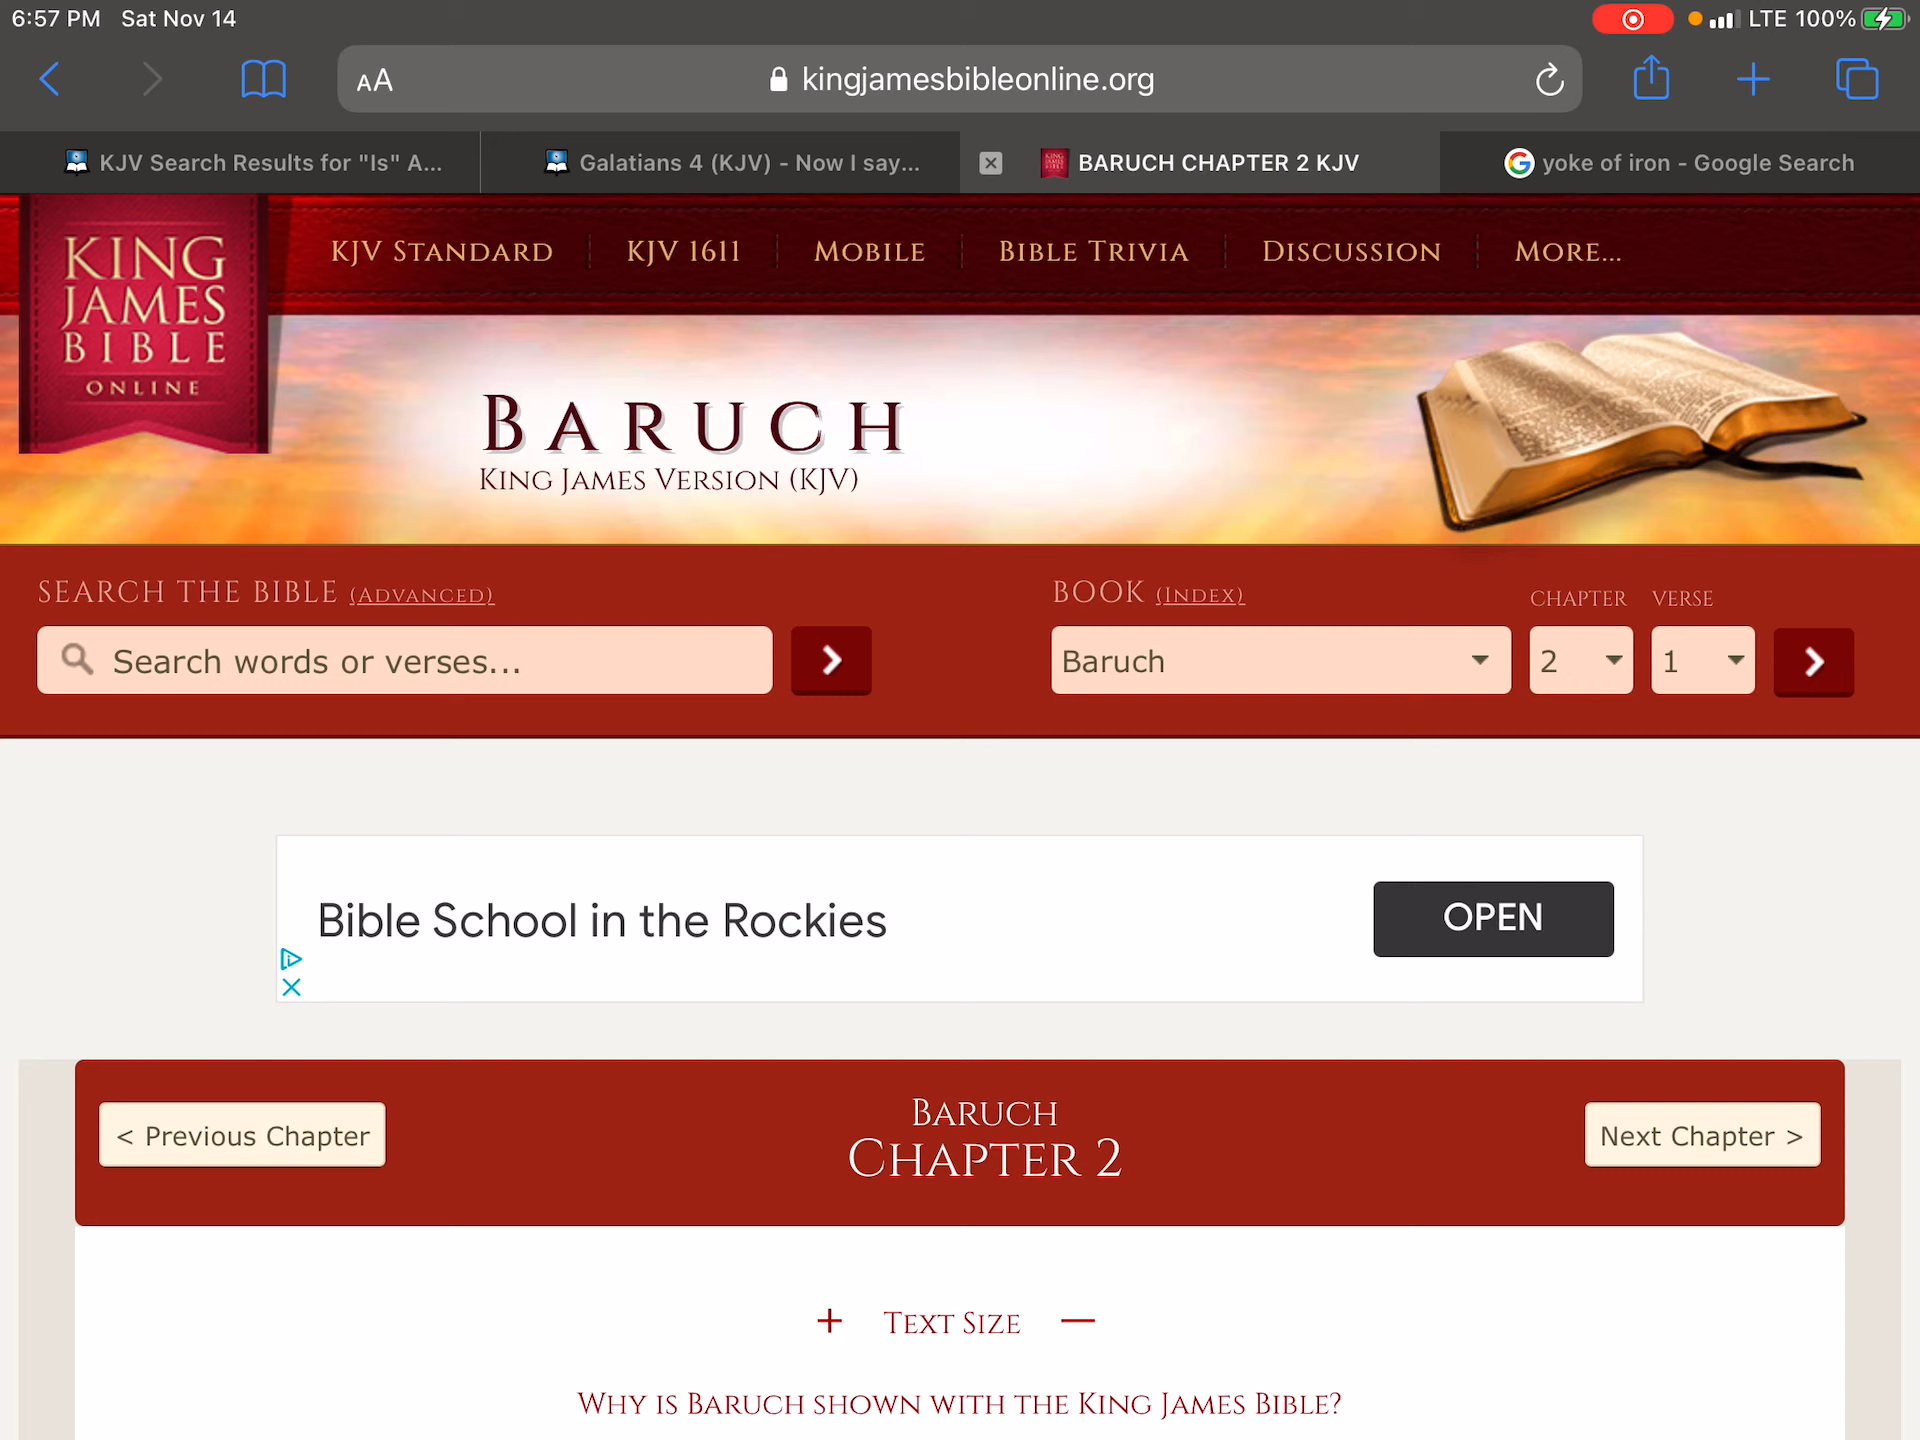 6:57 PM Sat Nov 14 LTE 100%
AA kingjamesbibleonline.org
KJV Search Results for "Is" A... Galatians 4 (KJV) - Now I say... BARUCH CHAPTER 2 KJV yoke of iron - Google Search
KING JAMES BIBLE ONLINE
KJV STANDARD KJV 1611 MOBILE BIBLE TRIVIA DISCUSSION MORE...
BARUCH
KING JAMES VERSION (KJV)
SEARCH THE BIBLE (ADVANCED) BOOK (INDEX) CHAPTER VERSE
Search words or verses... Baruch 2 1
Bible School in the Rockies OPEN
BARUCH
< Previous Chapter CHAPTER 2 Next Chapter >
+ TEXT SIZE —
WHY IS BARUCH SHOWN WITH THE KING JAMES BIBLE?